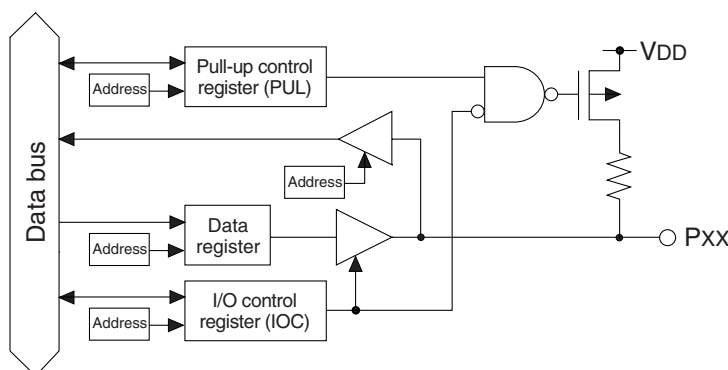 Data bus
Address
Pull-up control
register (PUL)
VDD
Address
Address
Data
register
PXX
Address
I/O control
register (IOC)